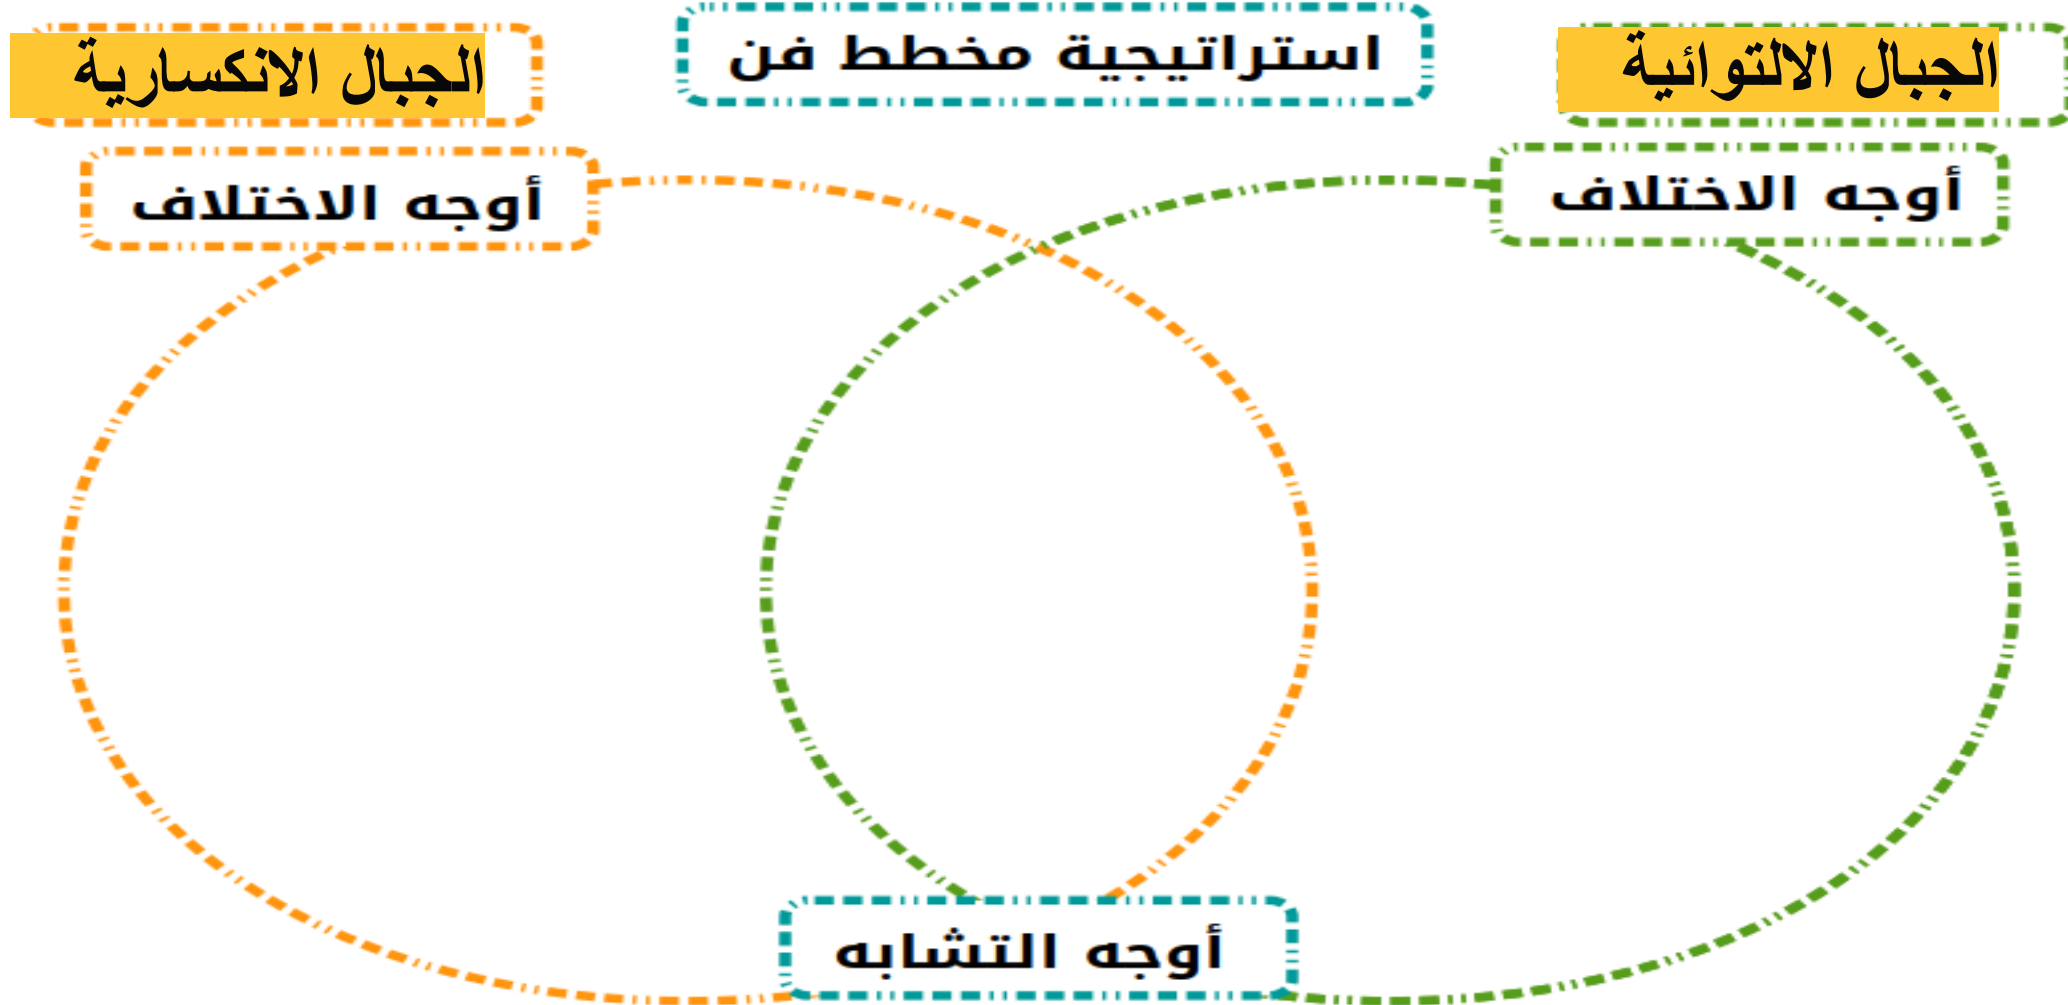 الجبال الالتوائية
استراتيجية مخطط فن
الجبال الانكسارية
أوجه الاختلاف
أوجه الاختلاف
أوجه التشابه